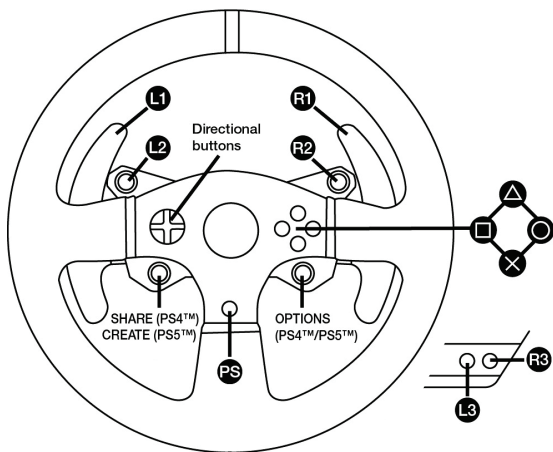 L1
R1
Directional
buttons
L2
R2
SHARE (PS4™)
CREATE (PS5™)
OPTIONS
(PS4™/PS5™)
PS
R3
L3